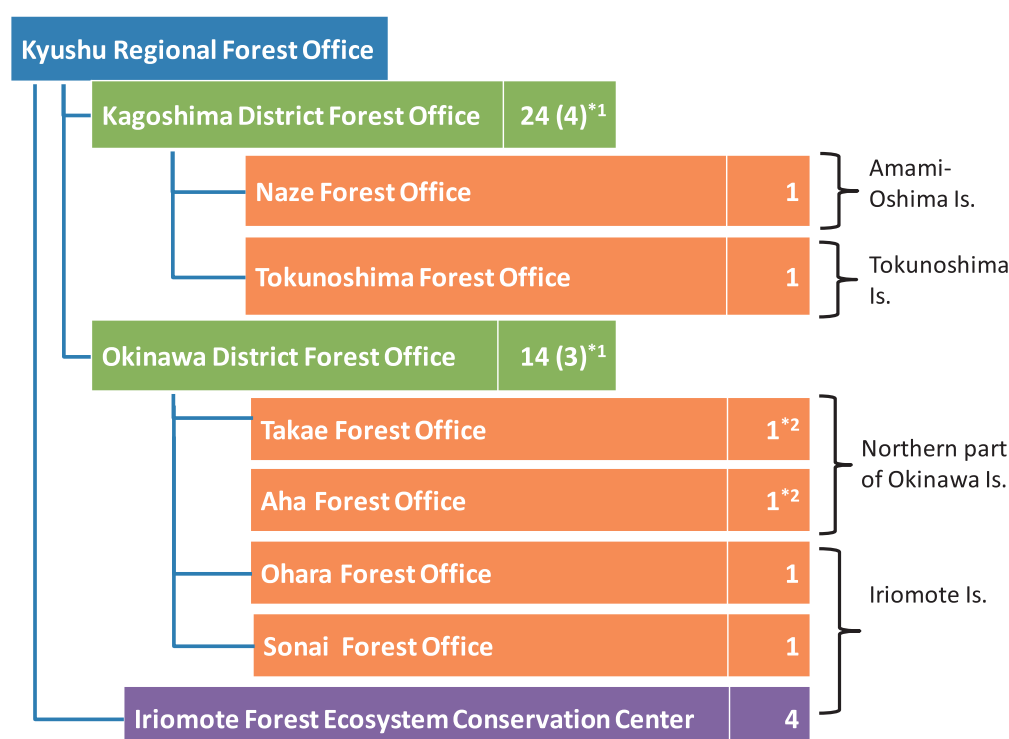 Kyushu Regional Forest Office
Kagoshima District Forest Office 24 (4)*1
Naze Forest Office 1
Amami-
Oshima Is.
Tokunoshima Forest Office 1
Tokunoshima
Is.
Okinawa District Forest Office 14 (3)*1
Takae Forest Office 1*2
Aha Forest Office 1*2
Northern part
of Okinawa Is.
Ohara Forest Office 1
Sonai Forest Office 1
Iriomote Is.
Iriomote Forest Ecosystem Conservation Center 4